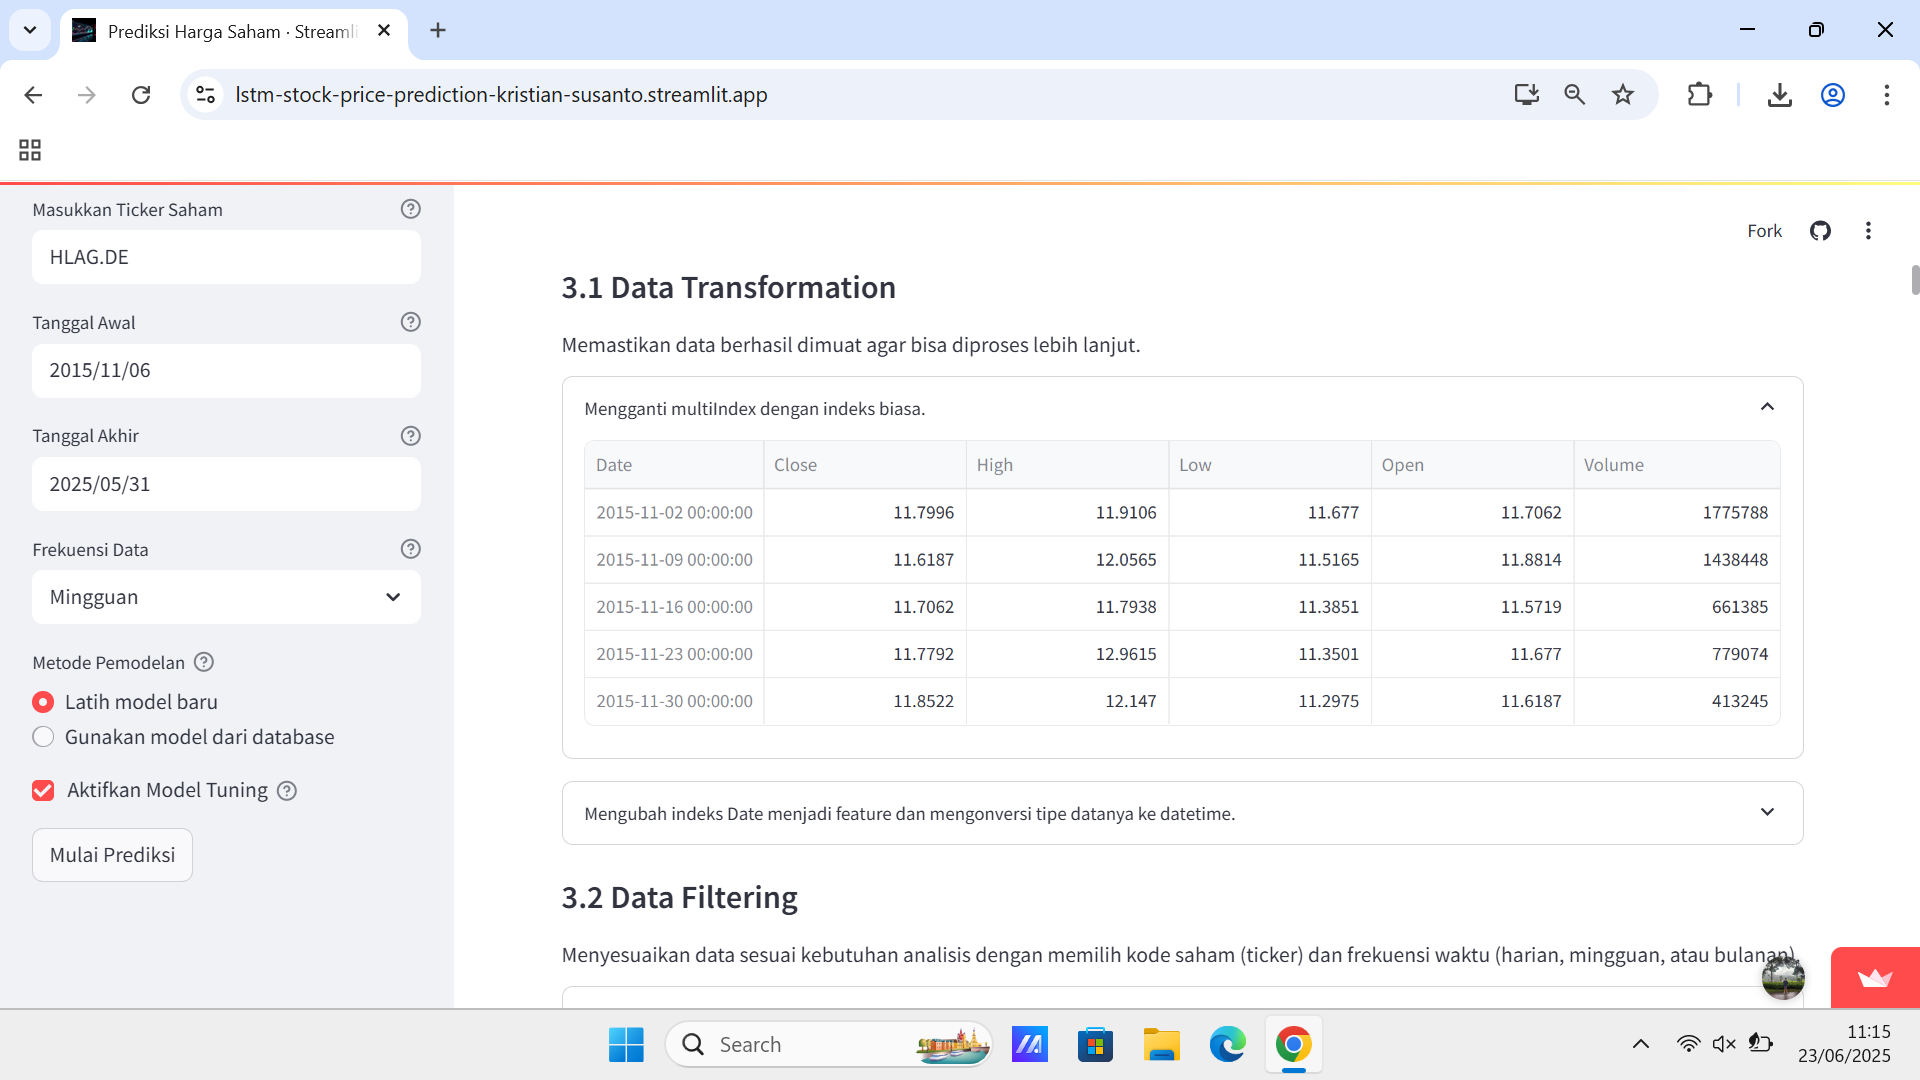 Prediksi Harga Saham · Streamli
lstm-stock-price-prediction-kristian-susanto.streamlit.app
Fork
Masukkan Ticker Saham
HLAG.DE
Tanggal Awal
2015/11/06
Tanggal Akhir
2025/05/31
Frekuensi Data
Mingguan
Metode Pemodelan
Latih model baru
Gunakan model dari database
Aktifkan Model Tuning
Mulai Prediksi
3.1 Data Transformation
Memastikan data berhasil dimuat agar bisa diproses lebih lanjut.
Mengganti multiIndex dengan indeks biasa.
Date Close High Low Open Volume
2015-11-02 00:00:00 11.7996 11.9106 11.677 11.7062 1775788
2015-11-09 00:00:00 11.6187 12.0565 11.5165 11.8814 1438448
2015-11-16 00:00:00 11.7062 11.7938 11.3851 11.5719 661385
2015-11-23 00:00:00 11.7792 12.9615 11.3501 11.677 779074
2015-11-30 00:00:00 11.8522 12.147 11.2975 11.6187 413245
Mengubah indeks Date menjadi feature dan mengonversi tipe datanya ke datetime.
3.2 Data Filtering
Menyesuaikan data sesuai kebutuhan analisis dengan memilih kode saham (ticker) dan frekuensi waktu (harian, mingguan, atau bulanan).
Search
11:15
23/06/2025